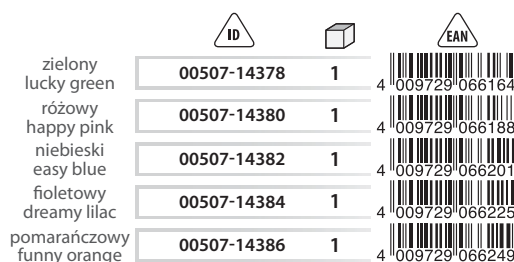 ID EAN
zielony
lucky green
00507-14378 1 4 009729 066164
różowy
happy pink
00507-14380 1 4 009729 066188
niebieski
easy blue
00507-14382 1 4 009729 066201
fioletowy
dreamy lilac
00507-14384 1 4 009729 066225
pomarańczowy
funny orange
00507-14386 1 4 009729 066249